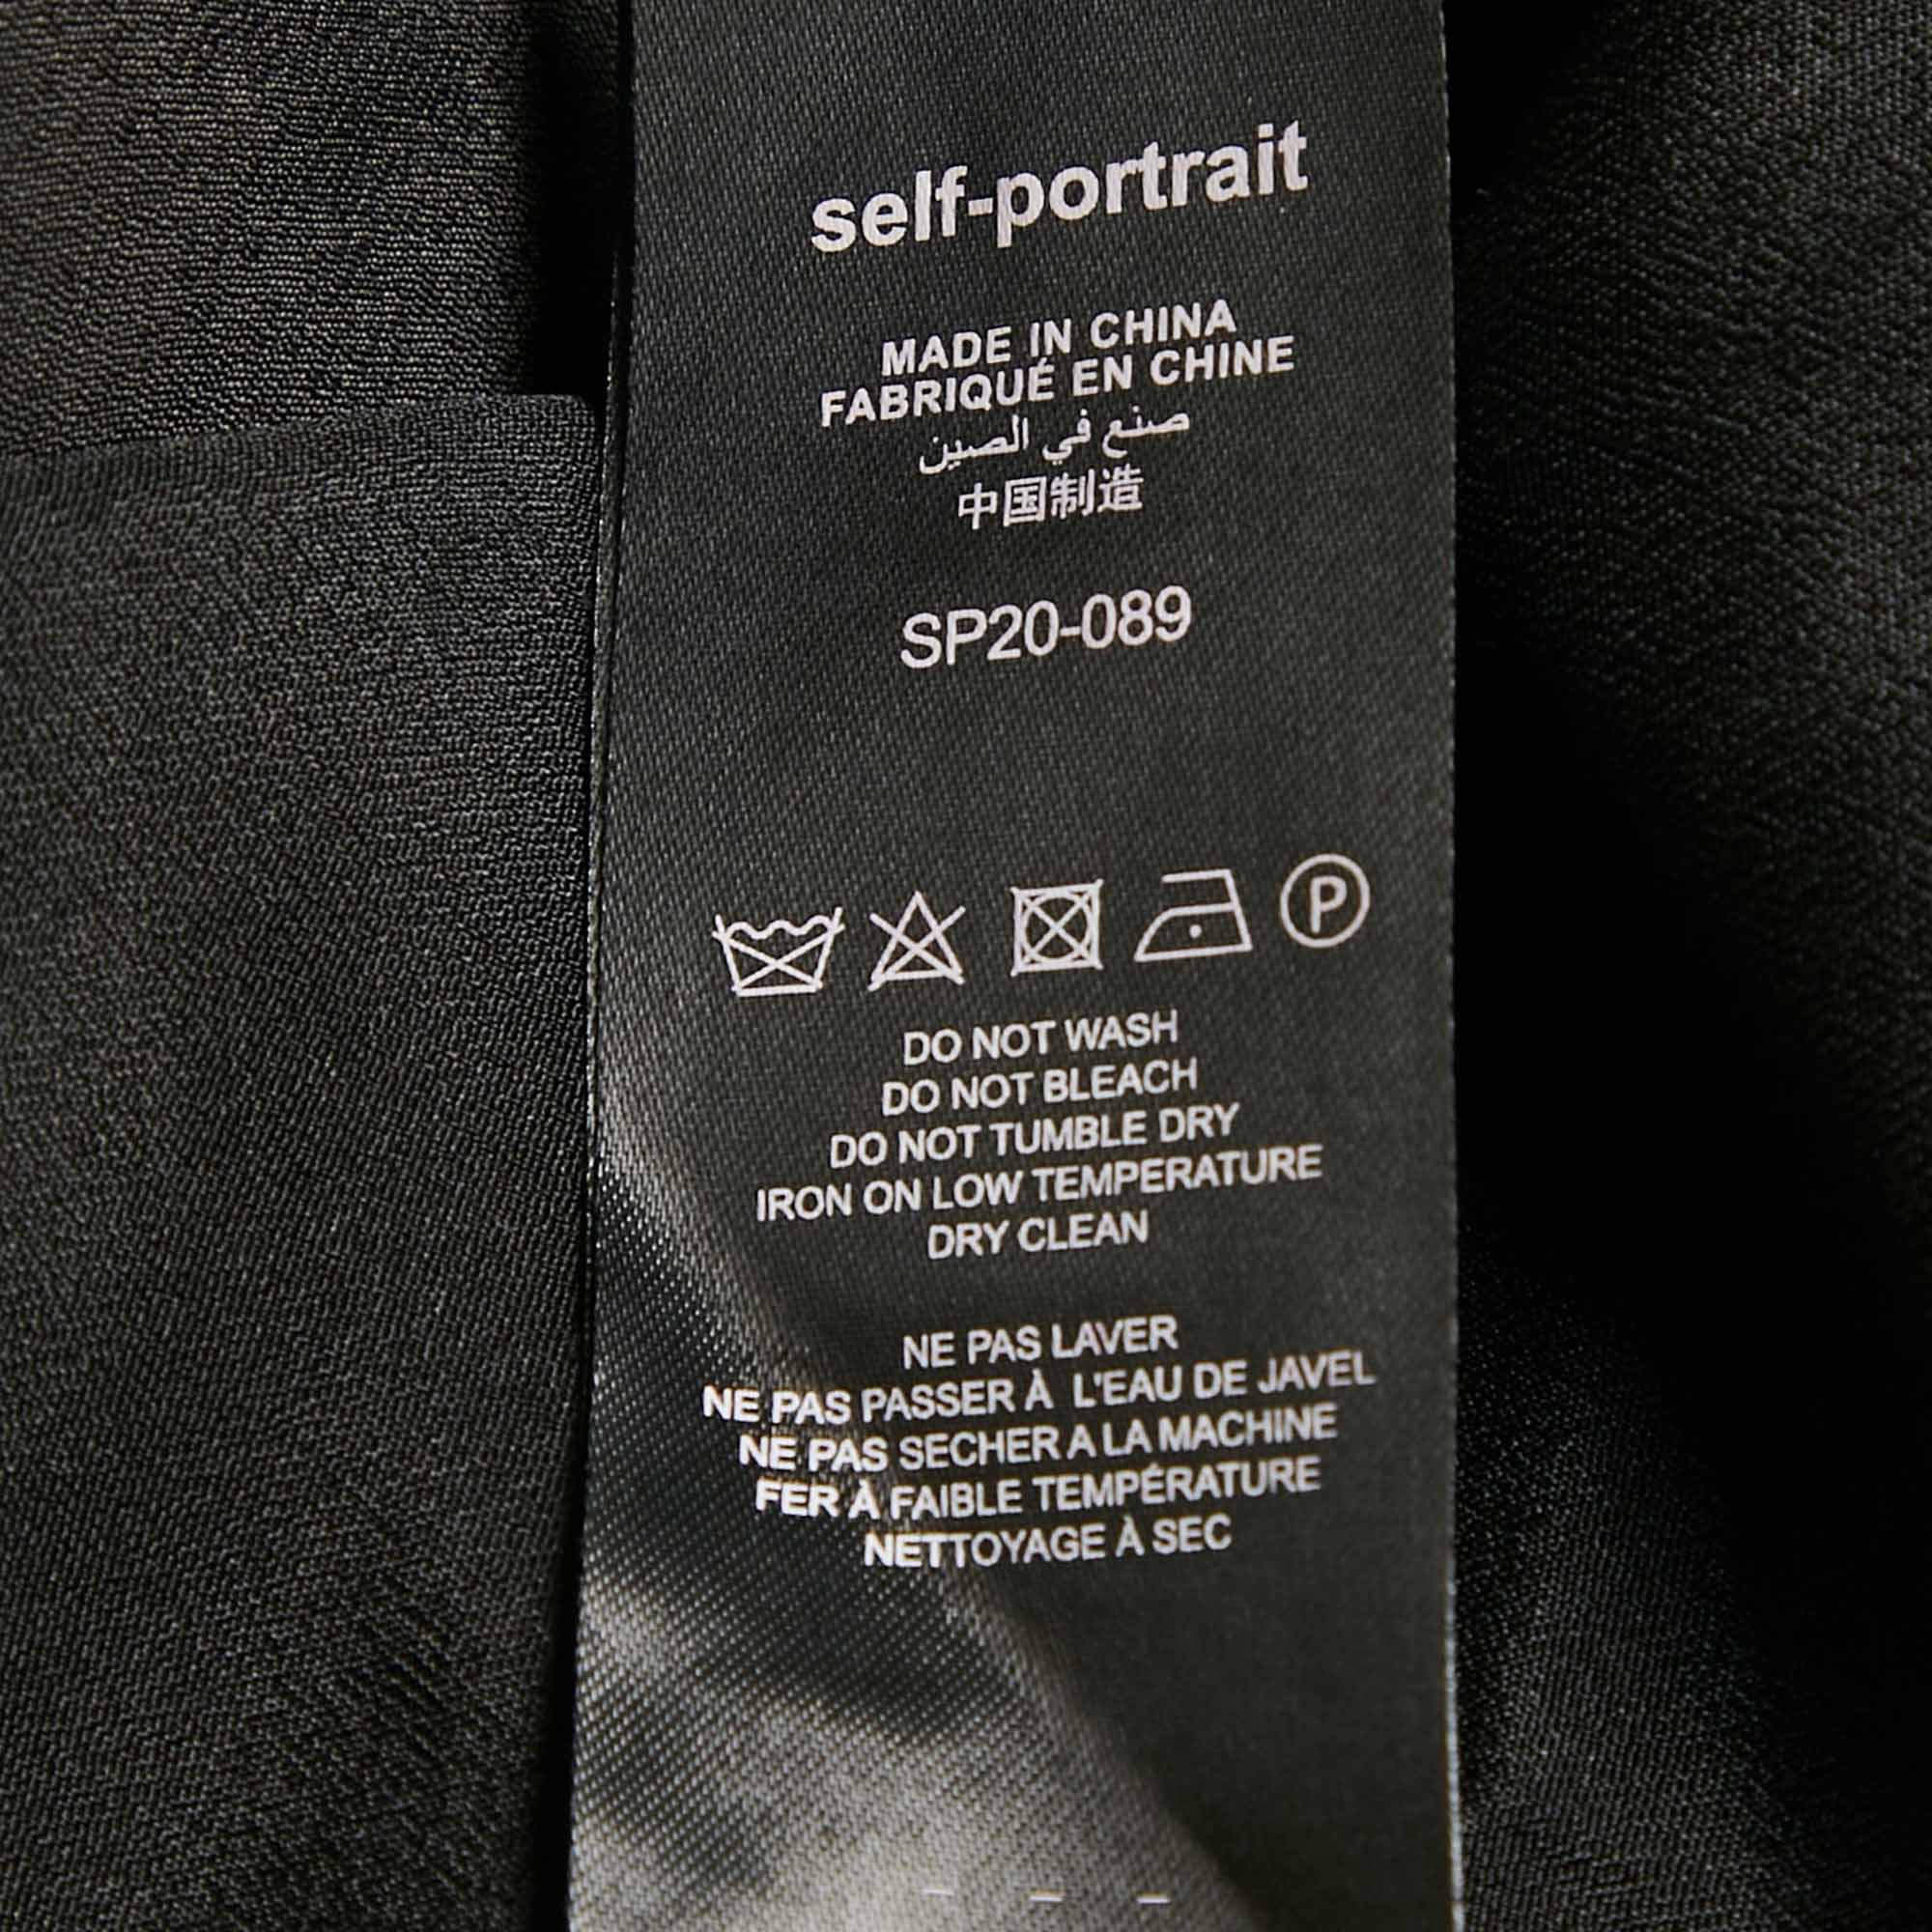 self-portrait
MADE IN CHINA
FABRIQUÉ EN CHINE
صنع في الصين
中国制造
SP20-089
P
DO NOT WASH
DO NOT BLEACH
DO NOT TUMBLE DRY
IRON ON LOW TEMPERATURE
DRY CLEAN
NE PAS LAVER
NE PAS PASSER À L'EAU DE JAVEL
NE PAS SECHER A LA MACHINE
FER À FAIBLE TEMPÉRATURE
NETTOYAGE À SEC